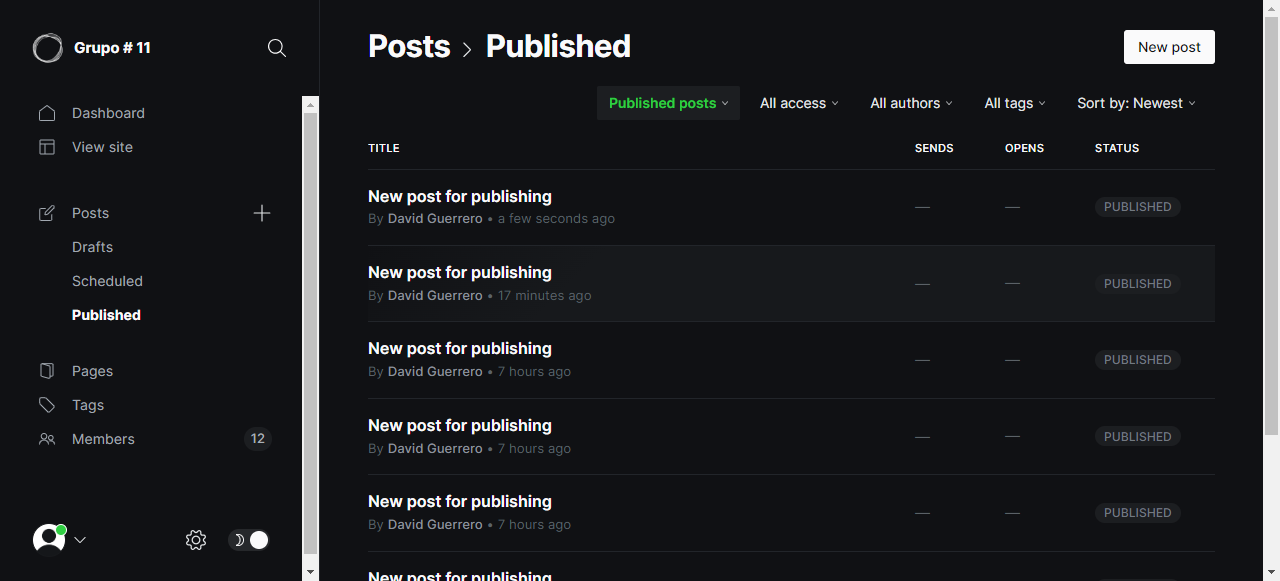 Grupo # 11
Dashboard
View site
Posts
Drafts
Scheduled
Published
Pages
Tags
Members 12
Posts › Published
New post
Published posts All access All authors All tags Sort by: Newest
TITLE SENDS OPENS STATUS
New post for publishing
By David Guerrero • a few seconds ago — — PUBLISHED
New post for publishing
By David Guerrero • 17 minutes ago — — PUBLISHED
New post for publishing
By David Guerrero • 7 hours ago — — PUBLISHED
New post for publishing
By David Guerrero • 7 hours ago — — PUBLISHED
New post for publishing
By David Guerrero • 7 hours ago — — PUBLISHED
New post for publishing